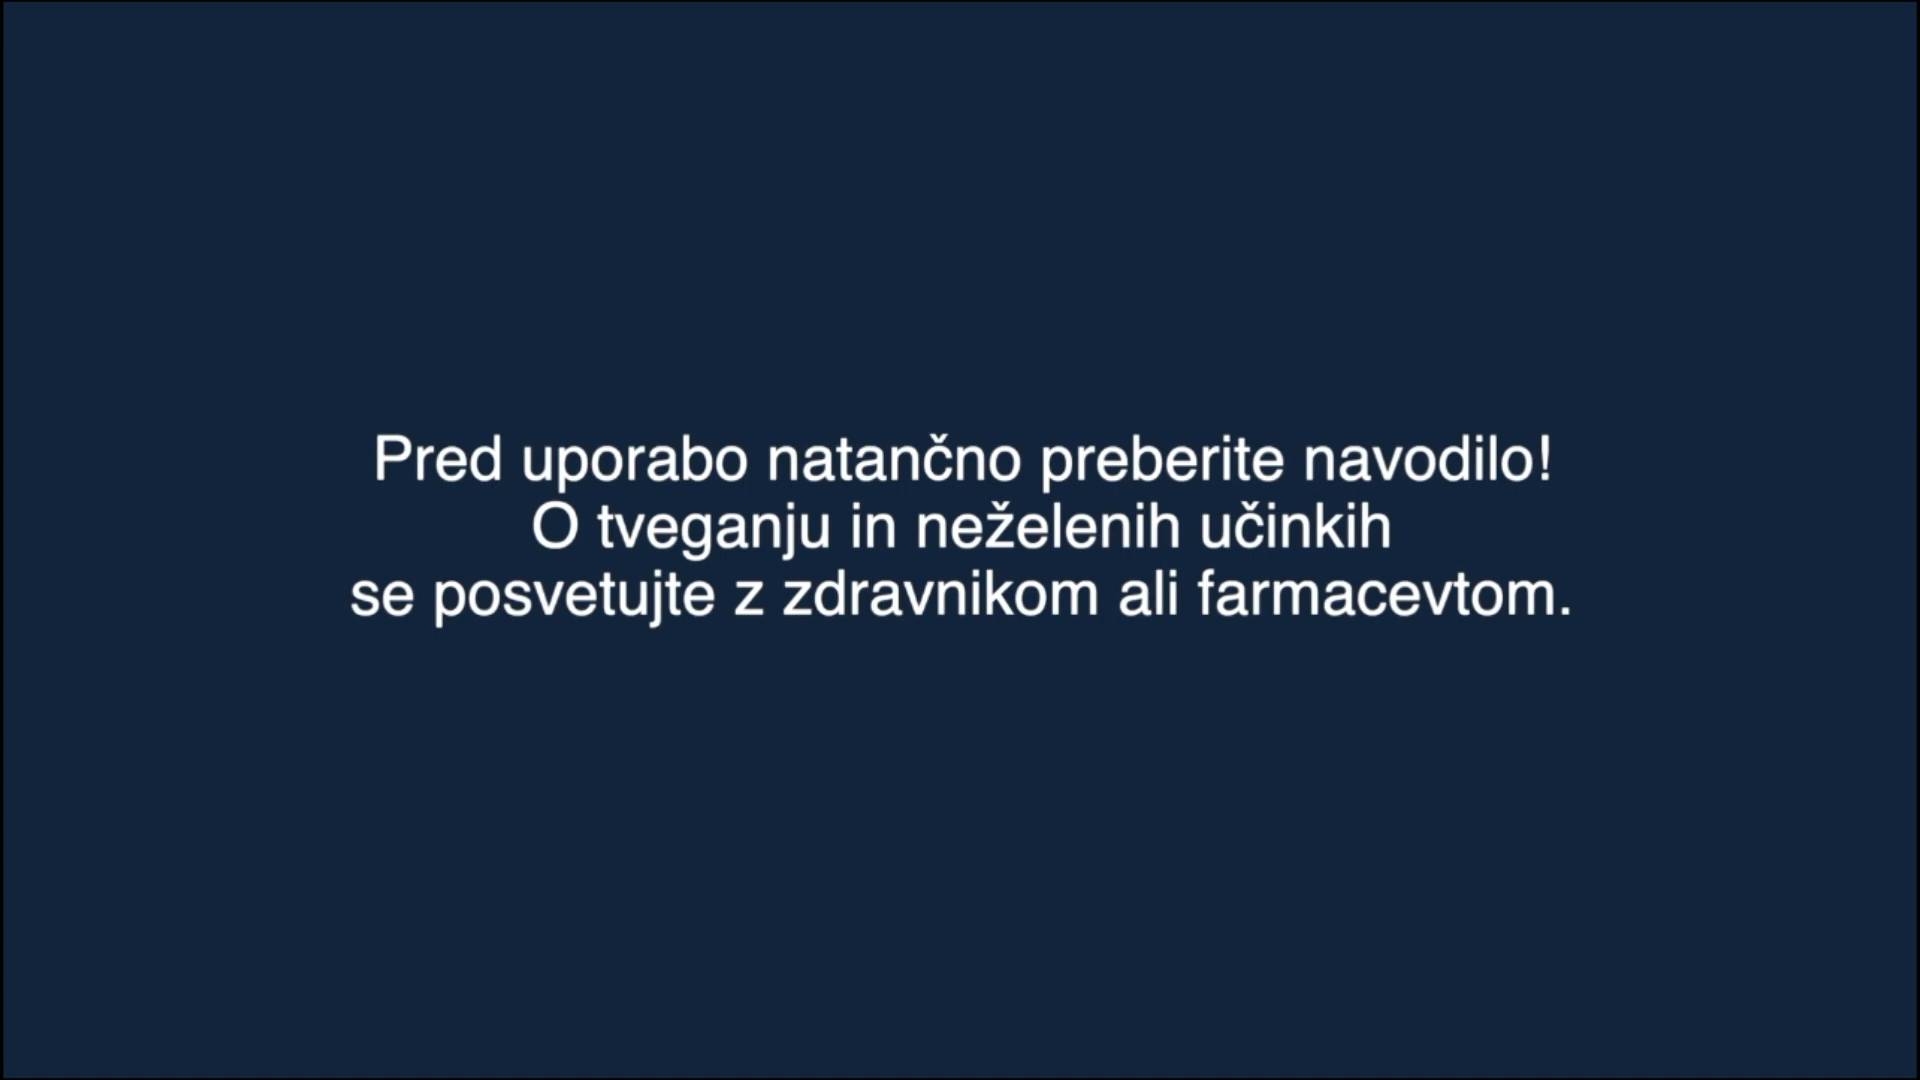 Pred uporabo natančno preberite navodilo!
O tveganju in neželenih učinkih
se posvetujte z zdravnikom ali farmacevtom.